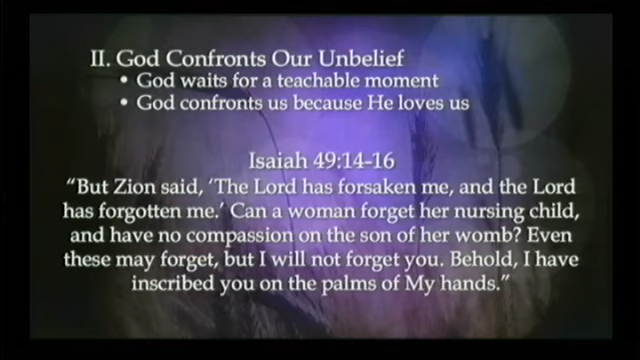 II. God Confronts Our Unbelief
• God waits for a teachable moment
• God confronts us because He loves us
Isaiah 49:14-16
“But Zion said, ‘The Lord has forsaken me, and the Lord
has forgotten me.’ Can a woman forget her nursing child,
and have no compassion on the son of her womb? Even
these may forget, but I will not forget you. Behold, I have
inscribed you on the palms of My hands.”